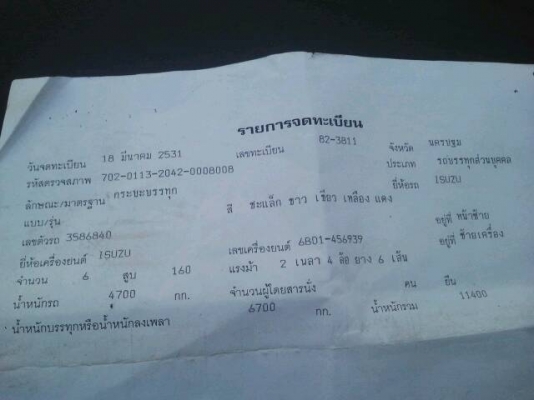 รายการจดทะเบียน
วันจดทะเบียน 18 มีนาคม 2531 เลขทะเบียน 82-3811 จังหวัด นครปฐม
รหัสตรวจสภาพ 702-0113-2042-0008008 ประเภท รถบรรทุกส่วนบุคคล
ลักษณะ/มาตรฐาน กระบะบรรทุก ยี่ห้อรถ ISUZU
แบบ/รุ่น สี ชะแล็ก ขาว เขียว เหลือง แดง
เลขตัวรถ 3586840 อยู่ที่ หน้าซ้าย
ยี่ห้อเครื่องยนต์ ISUZU เลขเครื่องยนต์ 6BD1-456939 อยู่ที่ ซ้ายเครื่อง
จำนวน 6 สูบ 160 แรงม้า 2 เพลา 4 ล้อ ยาง 6 เส้น
น้ำหนักรถ 4700 กก. จำนวนผู้โดยสารนั่ง คน ยืน
น้ำหนักบรรทุกหรือน้ำหนักลงเพลา 6700 กก. น้ำหนักรวม 11400